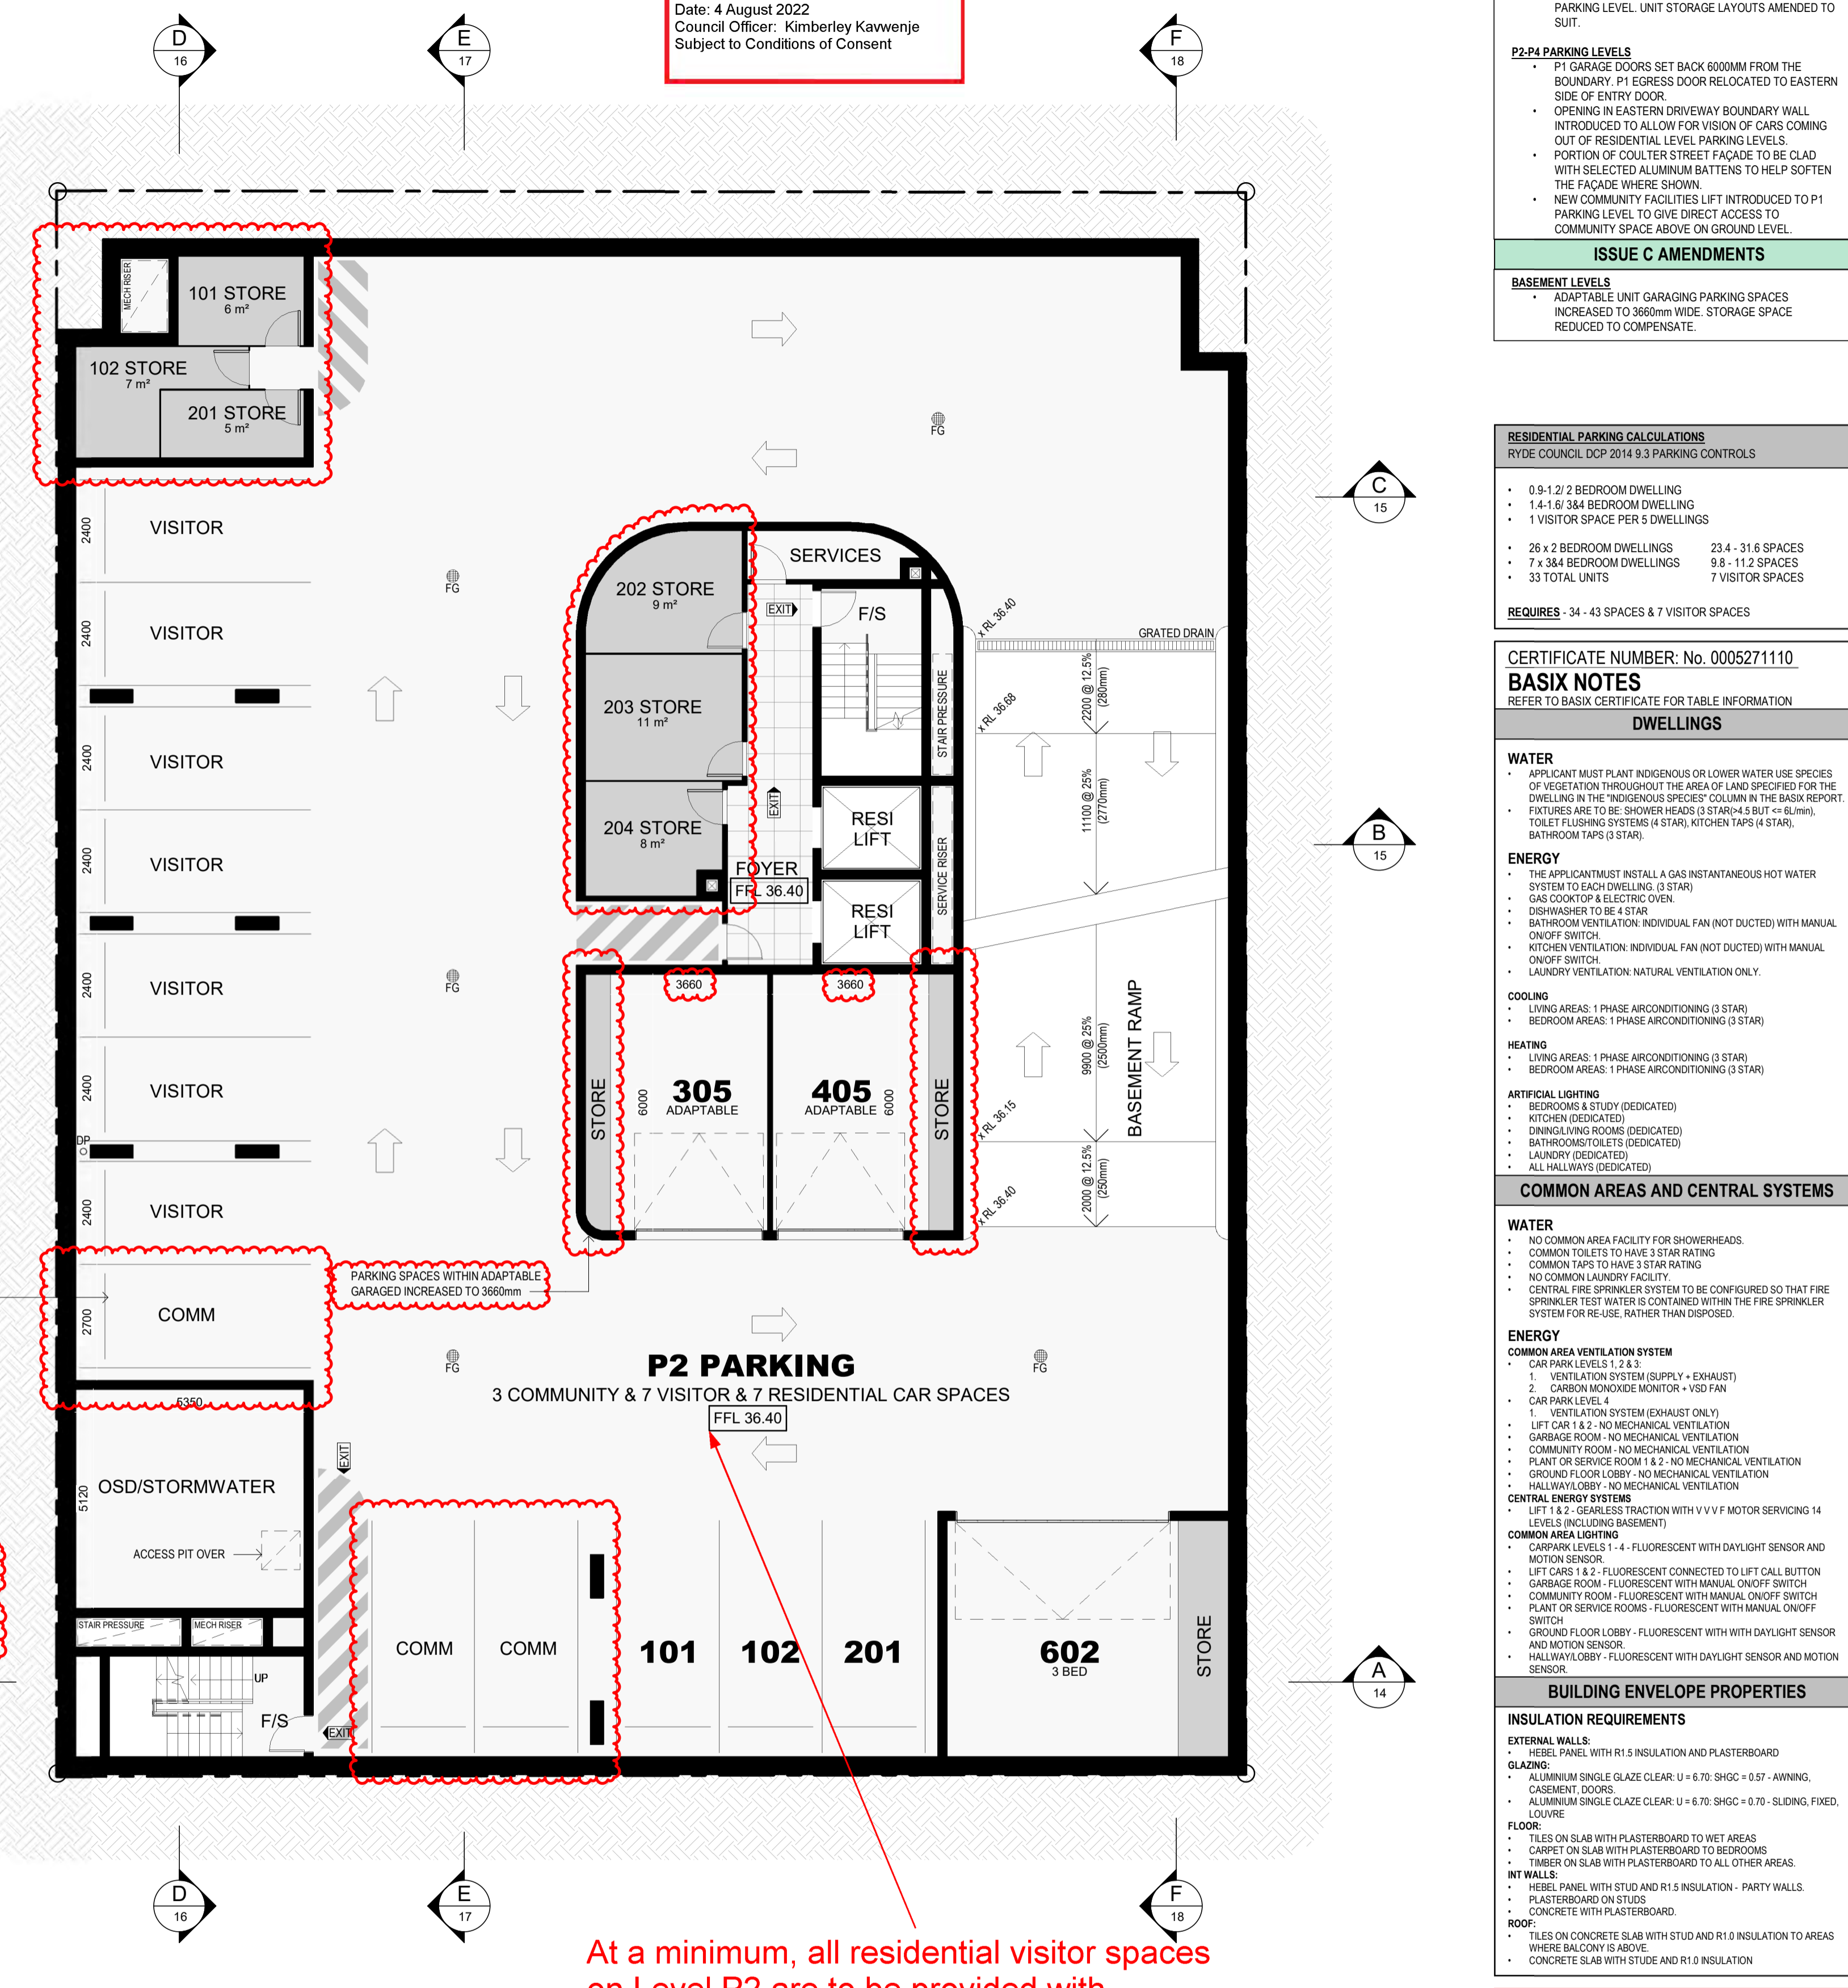 Date: 4 August 2022
Council Officer: Kimberley Kavwenje
Subject to Conditions of Consent
D
16
E
17
F
18
MECH RISER
101 STORE
6 m²
102 STORE
7 m²
201 STORE
5 m²
FG
C
15
2400
VISITOR
2400
VISITOR
2400
VISITOR
2400
VISITOR
2400
VISITOR
2400
VISITOR
2400
VISITOR
FG
SERVICES
202 STORE
9 m²
EXIT
F/S
x RL 36.40
GRATED DRAIN
203 STORE
11 m²
STAIR PRESSURE
x RL 36.68
2200 @ 12.5%
(280mm)
11100 @ 25%
(2770mm)
EXIT
204 STORE
8 m²
RESI
LIFT
B
15
FOYER
FFL 36.40
SERVICE RISER
RESI
LIFT
FG
3660
3660
STORE
6000
305
ADAPTABLE
405
ADAPTABLE
6000
STORE
9900 @ 25%
(2500mm)
BASEMENT RAMP
x RL 36.15
2000 @ 12.5%
(250mm)
x RL 36.40
DP
2700
COMM
PARKING SPACES WITHIN ADAPTABLE
GARAGED INCREASED TO 3660mm
FG
P2 PARKING
FG
3 COMMUNITY & 7 VISITOR & 7 RESIDENTIAL CAR SPACES
FFL 36.40
5350
5120
OSD/STORMWATER
EXIT
ACCESS PIT OVER
STAIR PRESSURE
MECH RISER
UP
F/S
EXIT
COMM
COMM
101
102
201
602
3 BED
STORE
A
14
D
16
E
17
F
18
At a minimum, all residential visitor spaces
on Level P2 are to be provided with
PARKING LEVEL. UNIT STORAGE LAYOUTS AMENDED TO
SUIT.
P2-P4 PARKING LEVELS
• P1 GARAGE DOORS SET BACK 6000MM FROM THE
BOUNDARY. P1 EGRESS DOOR RELOCATED TO EASTERN
SIDE OF ENTRY DOOR.
• OPENING IN EASTERN DRIVEWAY BOUNDARY WALL
INTRODUCED TO ALLOW FOR VISION OF CARS COMING
OUT OF RESIDENTIAL LEVEL PARKING LEVELS.
• PORTION OF COULTER STREET FAÇADE TO BE CLAD
WITH SELECTED ALUMINUM BATTENS TO HELP SOFTEN
THE FAÇADE WHERE SHOWN.
• NEW COMMUNITY FACILITIES LIFT INTRODUCED TO P1
PARKING LEVEL TO GIVE DIRECT ACCESS TO
COMMUNITY SPACE ABOVE ON GROUND LEVEL.
ISSUE C AMENDMENTS
BASEMENT LEVELS
• ADAPTABLE UNIT GARAGING PARKING SPACES
INCREASED TO 3660mm WIDE. STORAGE SPACE
REDUCED TO COMPENSATE.
RESIDENTIAL PARKING CALCULATIONS
RYDE COUNCIL DCP 2014 9.3 PARKING CONTROLS
• 0.9-1.2/ 2 BEDROOM DWELLING
• 1.4-1.6/ 3&4 BEDROOM DWELLING
• 1 VISITOR SPACE PER 5 DWELLINGS
• 26 x 2 BEDROOM DWELLINGS 23.4 - 31.6 SPACES
• 7 x 3&4 BEDROOM DWELLINGS 9.8 - 11.2 SPACES
• 33 TOTAL UNITS 7 VISITOR SPACES
REQUIRES - 34 - 43 SPACES & 7 VISITOR SPACES
CERTIFICATE NUMBER: No. 0005271110
BASIX NOTES
REFER TO BASIX CERTIFICATE FOR TABLE INFORMATION
DWELLINGS
WATER
• APPLICANT MUST PLANT INDIGENOUS OR LOWER WATER USE SPECIES
OF VEGETATION THROUGHOUT THE AREA OF LAND SPECIFIED FOR THE
DWELLING IN THE "INDIGENOUS SPECIES" COLUMN IN THE BASIX REPORT.
• FIXTURES ARE TO BE: SHOWER HEADS (3 STAR(>4.5 BUT <= 6L/min),
TOILET FLUSHING SYSTEMS (4 STAR), KITCHEN TAPS (4 STAR),
BATHROOM TAPS (3 STAR).
ENERGY
• THE APPLICANTMUST INSTALL A GAS INSTANTANEOUS HOT WATER
SYSTEM TO EACH DWELLING. (3 STAR)
• GAS COOKTOP & ELECTRIC OVEN.
• DISHWASHER TO BE 4 STAR
• BATHROOM VENTILATION: INDIVIDUAL FAN (NOT DUCTED) WITH MANUAL
ON/OFF SWITCH.
• KITCHEN VENTILATION: INDIVIDUAL FAN (NOT DUCTED) WITH MANUAL
ON/OFF SWITCH.
• LAUNDRY VENTILATION: NATURAL VENTILATION ONLY.
COOLING
• LIVING AREAS: 1 PHASE AIRCONDITIONING (3 STAR)
• BEDROOM AREAS: 1 PHASE AIRCONDITIONING (3 STAR)
HEATING
• LIVING AREAS: 1 PHASE AIRCONDITIONING (3 STAR)
• BEDROOM AREAS: 1 PHASE AIRCONDITIONING (3 STAR)
ARTIFICIAL LIGHTING
• BEDROOMS & STUDY (DEDICATED)
• KITCHEN (DEDICATED)
• DINING/LIVING ROOMS (DEDICATED)
• BATHROOMS/TOILETS (DEDICATED)
• LAUNDRY (DEDICATED)
• ALL HALLWAYS (DEDICATED)
COMMON AREAS AND CENTRAL SYSTEMS
WATER
• NO COMMON AREA FACILITY FOR SHOWERHEADS.
• COMMON TOILETS TO HAVE 3 STAR RATING
• COMMON TAPS TO HAVE 3 STAR RATING
• NO COMMON LAUNDRY FACILITY.
• CENTRAL FIRE SPRINKLER SYSTEM TO BE CONFIGURED SO THAT FIRE
SPRINKLER TEST WATER IS CONTAINED WITHIN THE FIRE SPRINKLER
SYSTEM FOR RE-USE, RATHER THAN DISPOSED.
ENERGY
COMMON AREA VENTILATION SYSTEM
• CAR PARK LEVELS 1, 2 & 3:
1. VENTILATION SYSTEM (SUPPLY + EXHAUST)
2. CARBON MONOXIDE MONITOR + VSD FAN
• CAR PARK LEVEL 4
1. VENTILATION SYSTEM (EXHAUST ONLY)
• LIFT CAR 1 & 2 - NO MECHANICAL VENTILATION
• GARBAGE ROOM - NO MECHANICAL VENTILATION
• COMMUNITY ROOM - NO MECHANICAL VENTILATION
• PLANT OR SERVICE ROOM 1 & 2 - NO MECHANICAL VENTILATION
• GROUND FLOOR LOBBY - NO MECHANICAL VENTILATION
• HALLWAY/LOBBY - NO MECHANICAL VENTILATION
CENTRAL ENERGY SYSTEMS
• LIFT 1 & 2 - GEARLESS TRACTION WITH V V V F MOTOR SERVICING 14
LEVELS (INCLUDING BASEMENT)
COMMON AREA LIGHTING
• CARPARK LEVELS 1 - 4 - FLUORESCENT WITH DAYLIGHT SENSOR AND
MOTION SENSOR.
• LIFT CARS 1 & 2 - FLUORESCENT CONNECTED TO LIFT CALL BUTTON
• GARBAGE ROOM - FLUORESCENT WITH MANUAL ON/OFF SWITCH
• COMMUNITY ROOM - FLUORESCENT WITH MANUAL ON/OFF SWITCH
• PLANT OR SERVICE ROOMS - FLUORESCENT WITH MANUAL ON/OFF
SWITCH
• GROUND FLOOR LOBBY - FLUORESCENT WITH WITH DAYLIGHT SENSOR
AND MOTION SENSOR.
• HALLWAY/LOBBY - FLUORESCENT WITH DAYLIGHT SENSOR AND MOTION
SENSOR.
BUILDING ENVELOPE PROPERTIES
INSULATION REQUIREMENTS
EXTERNAL WALLS:
• HEBEL PANEL WITH R1.5 INSULATION AND PLASTERBOARD
GLAZING:
• ALUMINIUM SINGLE GLAZE CLEAR: U = 6.70: SHGC = 0.57 - AWNING,
CASEMENT, DOORS.
• ALUMINIUM SINGLE CLAZE CLEAR: U = 6.70: SHGC = 0.70 - SLIDING, FIXED,
LOUVRE
FLOOR:
• TILES ON SLAB WITH PLASTERBOARD TO WET AREAS
• CARPET ON SLAB WITH PLASTERBOARD TO BEDROOMS
• TIMBER ON SLAB WITH PLASTERBOARD TO ALL OTHER AREAS.
INT WALLS:
• HEBEL PANEL WITH STUD AND R1.5 INSULATION - PARTY WALLS.
• PLASTERBOARD ON STUDS
• CONCRETE WITH PLASTERBOARD.
ROOF:
• TILES ON CONCRETE SLAB WITH STUD AND R1.0 INSULATION TO AREAS
WHERE BALCONY IS ABOVE.
• CONCRETE SLAB WITH STUDE AND R1.0 INSULATION